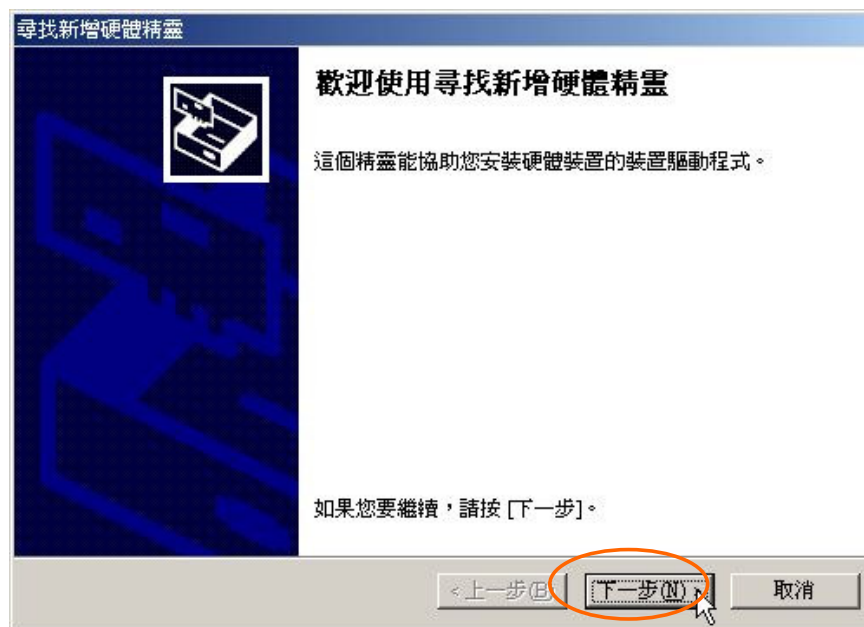 尋找新增硬體精靈
歡迎使用尋找新增硬體精靈
這個精靈能協助您安裝硬體裝置的裝置驅動程式。
如果您要繼續，請按 [下一步]。
< 上一步(B) 下一步(N) > 取消